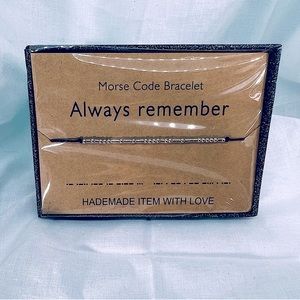 Morse Code Bracelet
Always remember
HADEMADE ITEM WITH LOVE